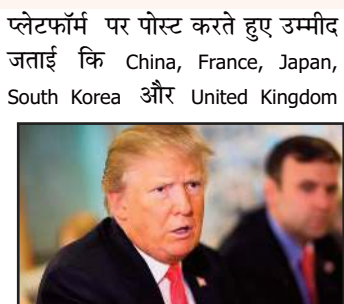 प्लेटफॉर्म पर पोस्ट करते हुए उम्मीद
जताई कि China, France, Japan,
South Korea और United Kingdom